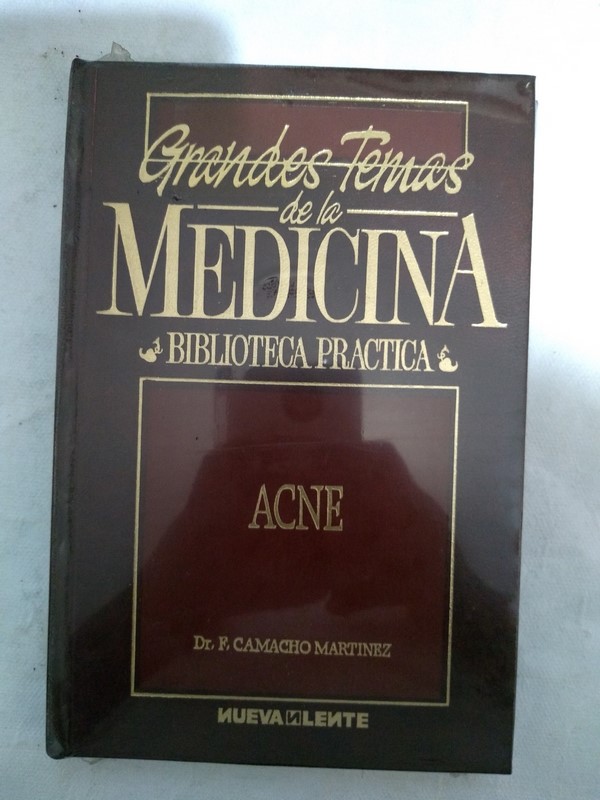 Grandes Temas
de la
MEDICINA
BIBLIOTECA PRACTICA
ACNE
Dr. F. CAMACHO MARTINEZ
NUEVA LENTE